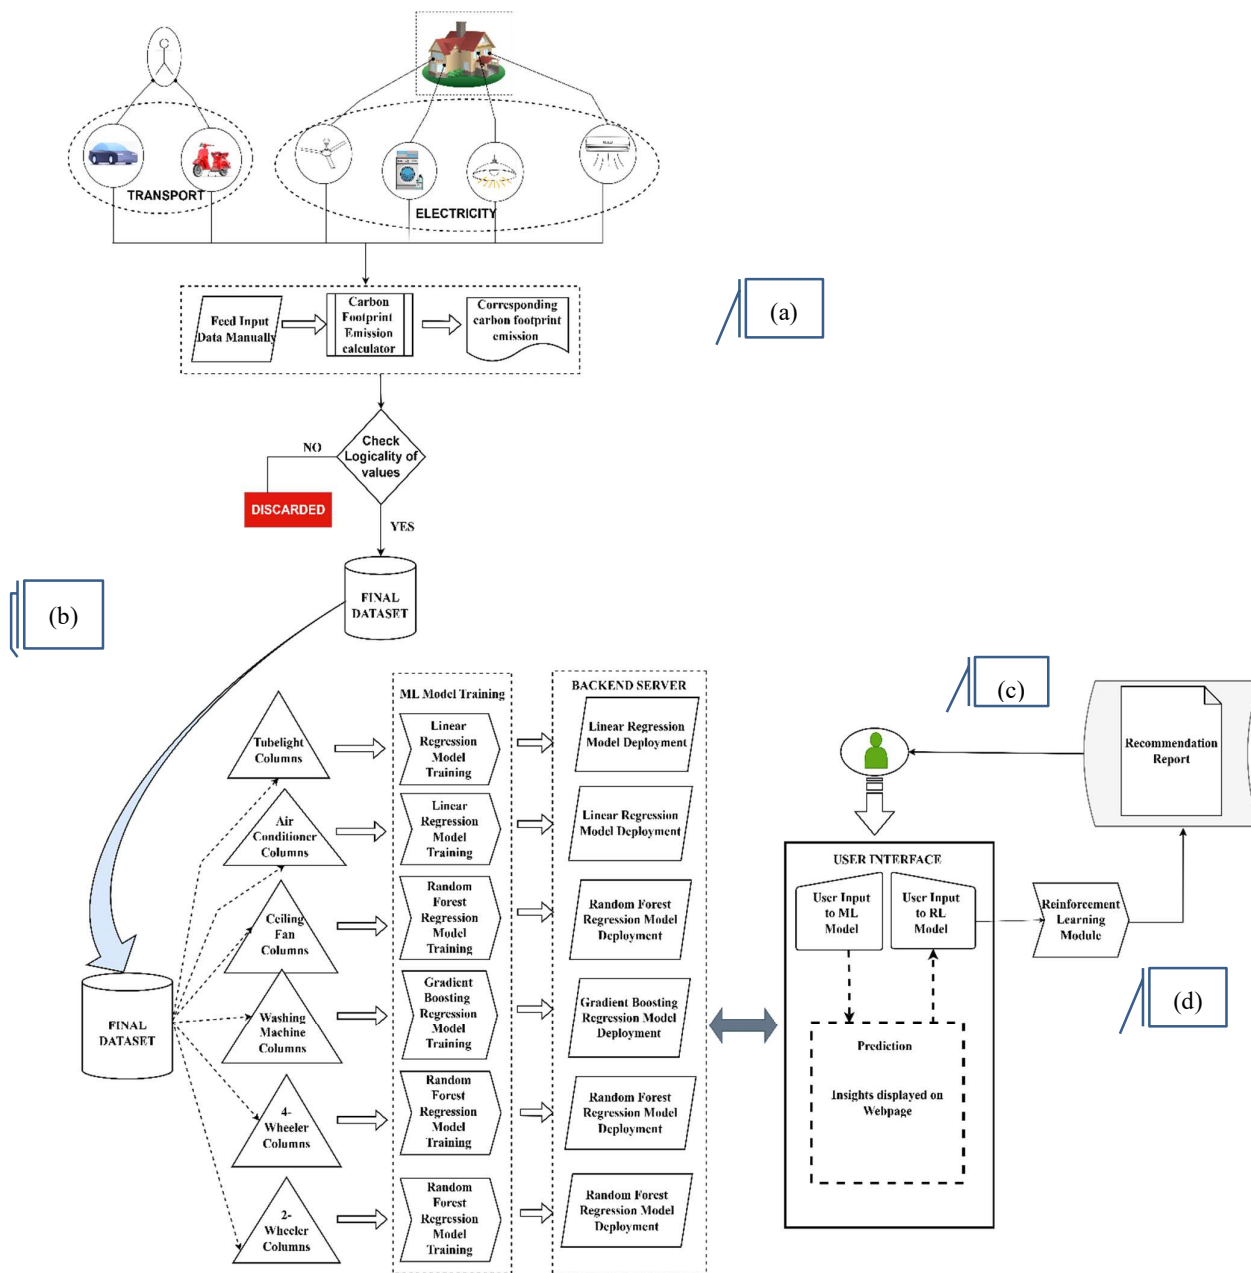 TRANSPORT
ELECTRICITY
(a)
Feed Input
Data Manually
Carbon
Footprint
Emission
calculator
Corresponding
carbon footprint
emission
NO
Check
Logicality of
values
DISCARDED
YES
FINAL
DATASET
(b)
(c)
ML Model Training
BACKEND SERVER
Tubelight
Columns
Linear
Regression
Model
Training
Linear Regression
Model Deployment
Air
Conditioner
Columns
Linear
Regression
Model
Training
Linear Regression
Model Deployment
Ceiling
Fan
Columns
Random
Forest
Regression
Model
Training
Random Forest
Regression Model
Deployment
FINAL
DATASET
Washing
Machine
Columns
Gradient
Boosting
Regression
Model
Training
Gradient Boosting
Regression Model
Deployment
4-
Wheeler
Columns
Random
Forest
Regression
Model
Training
Random Forest
Regression Model
Deployment
2-
Wheeler
Columns
Random
Forest
Regression
Model
Training
Random Forest
Regression Model
Deployment
Recommendation
Report
USER INTERFACE
User Input
to ML
Model
User Input
to RL
Model
Reinforcement
Learning
Module
(d)
Prediction
Insights displayed on
Webpage